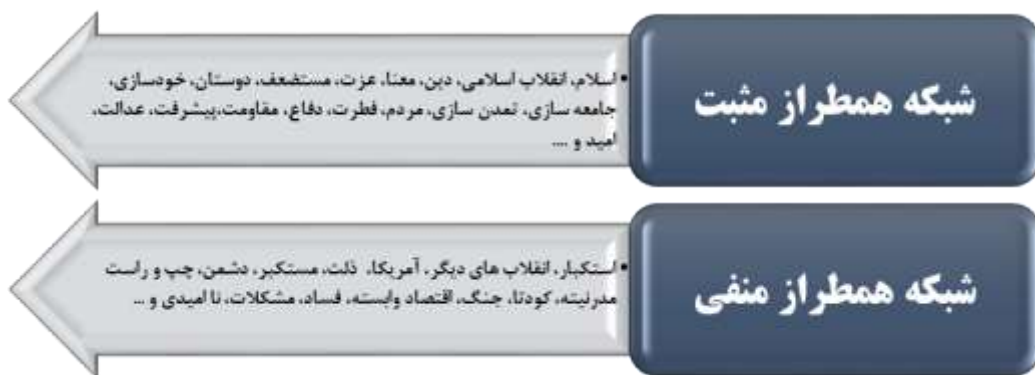 شبکه همطراز مثبت
•اسلام، انقلاب اسلامی، دین، معنا، عزت، مستضعف، دوستان، خودسازی،
جامعه سازی، تمدن سازی، مردم، فطرت، دفاع، مقاومت،پیشرفت، عدالت،
امید و ....
شبکه همطراز منفی
•استکبار، انقلاب های دیگر، آمریکا، ذلت، مستکبر، دشمن، چپ و راست
مدرنیته، کودتا، جنگ، اقتصاد وابسته، فساد، مشکلات، نا امیدی و ...